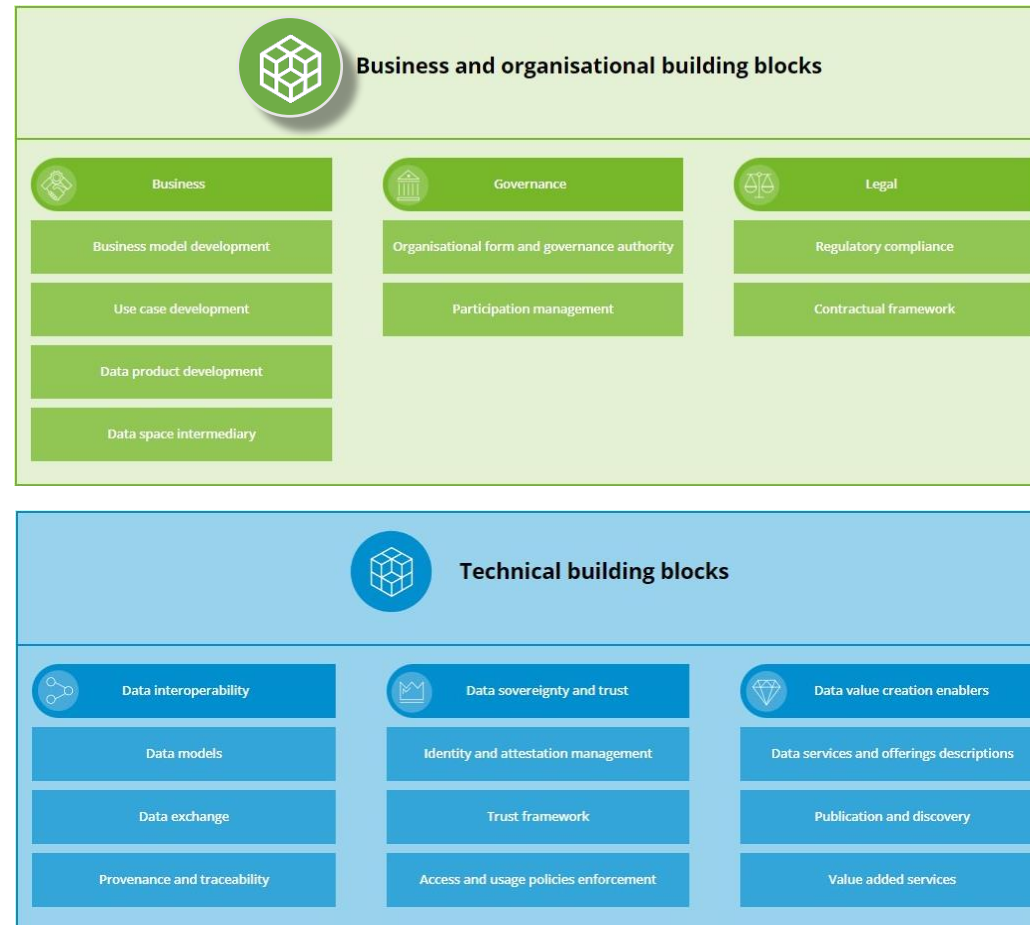 Business and organisational building blocks
Business
Governance
Legal
Business model development
Organisational form and governance authority
Regulatory compliance
Use case development
Participation management
Contractual framework
Data product development
Data space intermediary
Technical building blocks
Data interoperability
Data sovereignty and trust
Data value creation enablers
Data models
Identity and attestation management
Data services and offerings descriptions
Data exchange
Trust framework
Publication and discovery
Provenance and traceability
Access and usage policies enforcement
Value added services